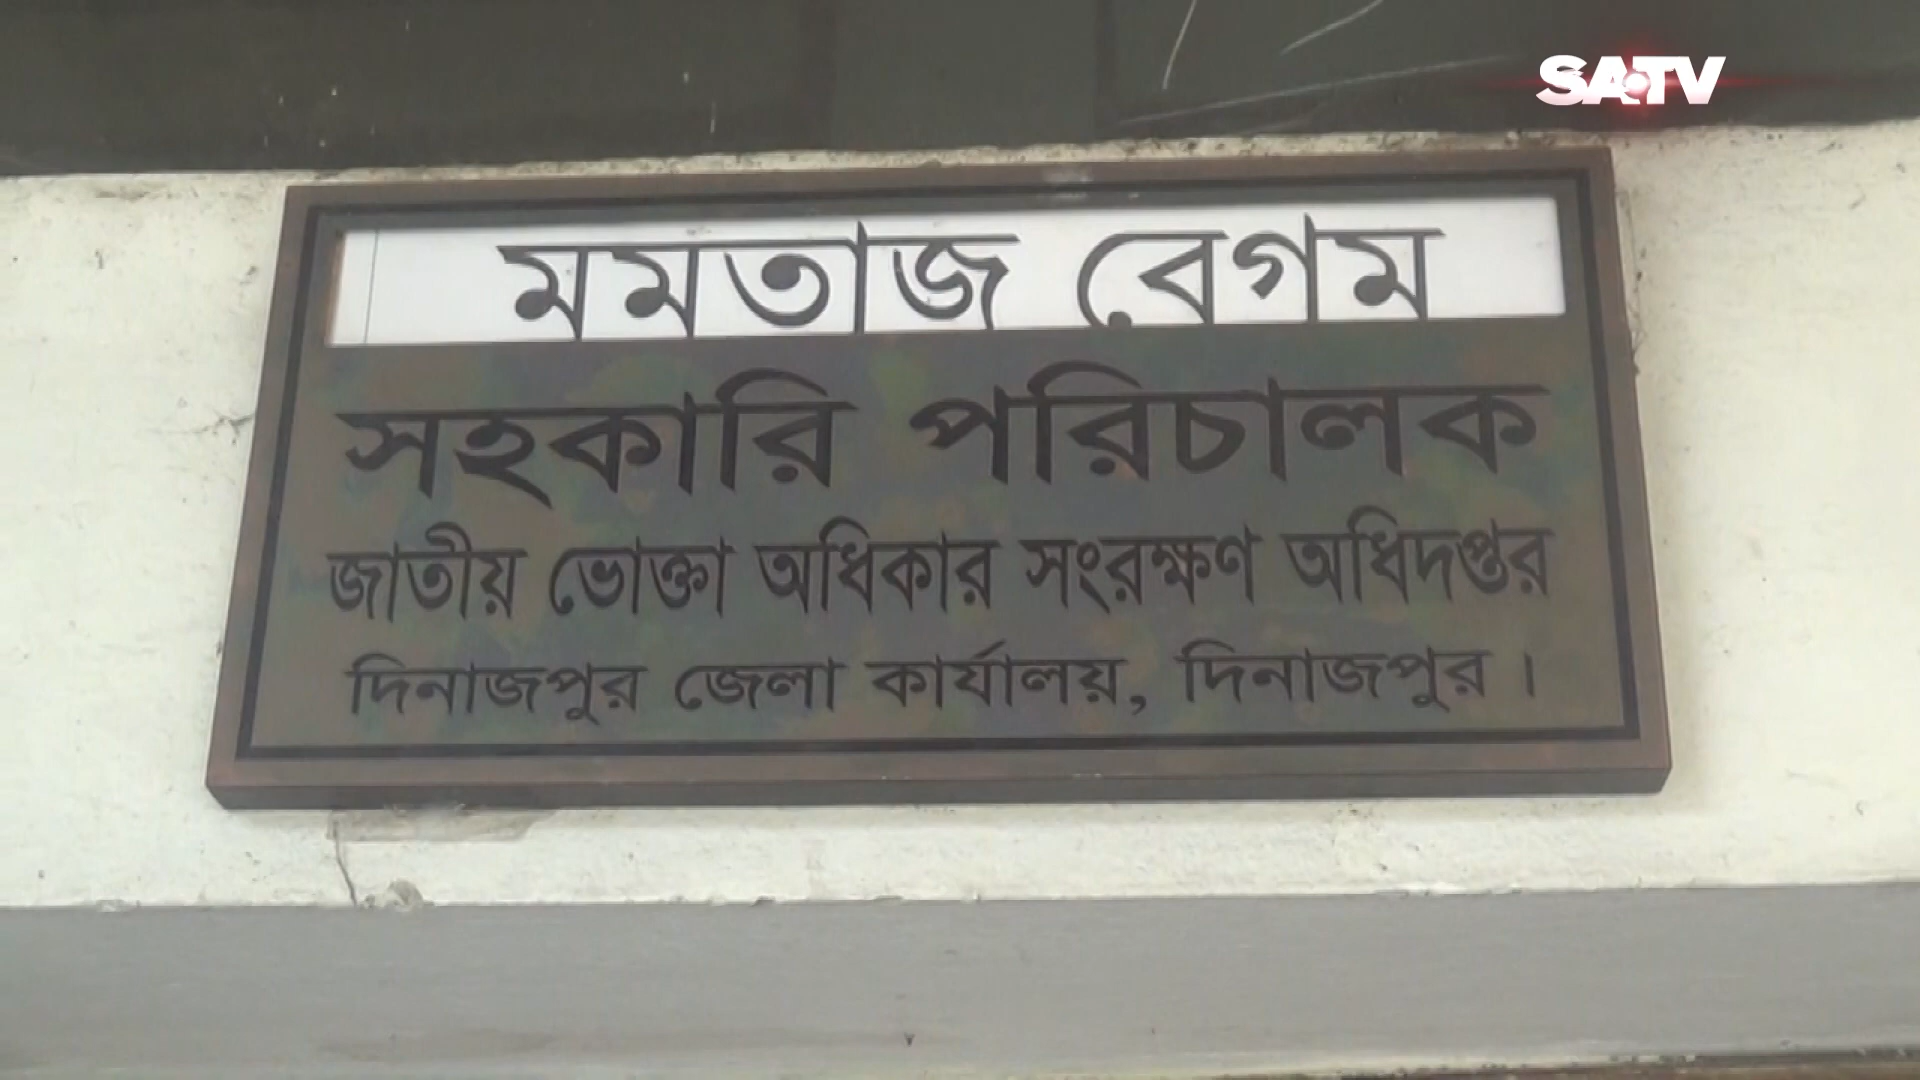 SATV
মমতাজ বেগম
সহকারি পরিচালক
জাতীয় ভোক্তা অধিকার সংরক্ষণ অধিদপ্তর
দিনাজপুর জেলা কার্যালয়, দিনাজপুর।